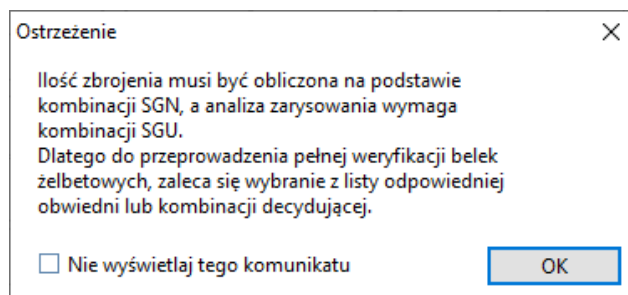 Ostrzeżenie
Ilość zbrojenia musi być obliczona na podstawie
kombinacji SGN, a analiza zarysowania wymaga
kombinacji SGU.
Dlatego do przeprowadzenia pełnej weryfikacji belek
żelbetowych, zaleca się wybranie z listy odpowiedniej
obwiedni lub kombinacji decydującej.
Nie wyświetlaj tego komunikatu
OK